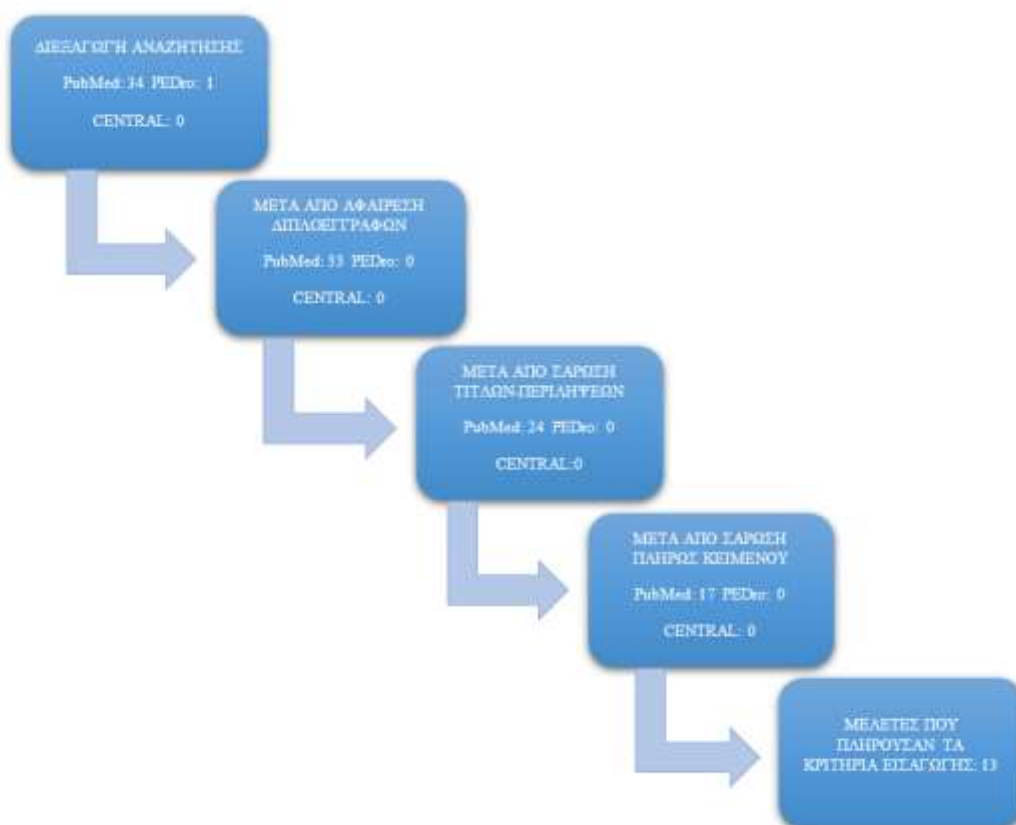 ΔΙΕΞΑΓΩΓΗ ΑΝΑΖΗΤΗΣΗΣ
PubMed: 34 PEDro: 1
CENTRAL: 0
ΜΕΤΑ ΑΠΟ ΑΦΑΙΡΕΣΗ
ΔΙΠΛΟΕΓΓΡΑΦΩΝ
PubMed: 33 PEDro: 0
CENTRAL: 0
ΜΕΤΑ ΑΠΟ ΣΑΡΩΣΗ
ΤΙΤΛΩΝ-ΠΕΡΙΛΗΨΕΩΝ
PubMed: 24 PEDro: 0
CENTRAL:0
ΜΕΤΑ ΑΠΟ ΣΑΡΩΣΗ
ΠΛΗΡΩΣ ΚΕΙΜΕΝΟΥ
PubMed: 17 PEDro: 0
CENTRAL: 0
ΜΕΛΕΤΕΣ ΠΟΥ
ΠΛΗΡΟΥΣΑΝ ΤΑ
ΚΡΙΤΗΡΙΑ ΕΙΣΑΓΩΓΗΣ: 13